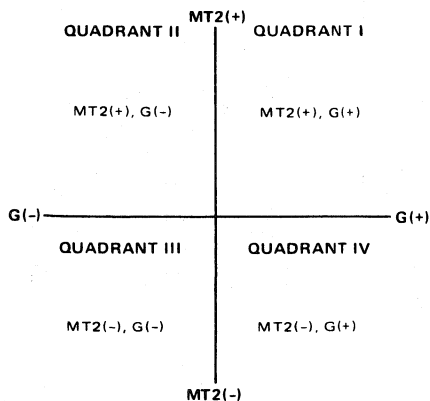 MT2(+)
QUADRANT II
QUADRANT I
MT2(+), G(−)
MT2(+), G(+)
G(−)
G(+)
QUADRANT III
QUADRANT IV
MT2(−), G(−)
MT2(−), G(+)
MT2(−)